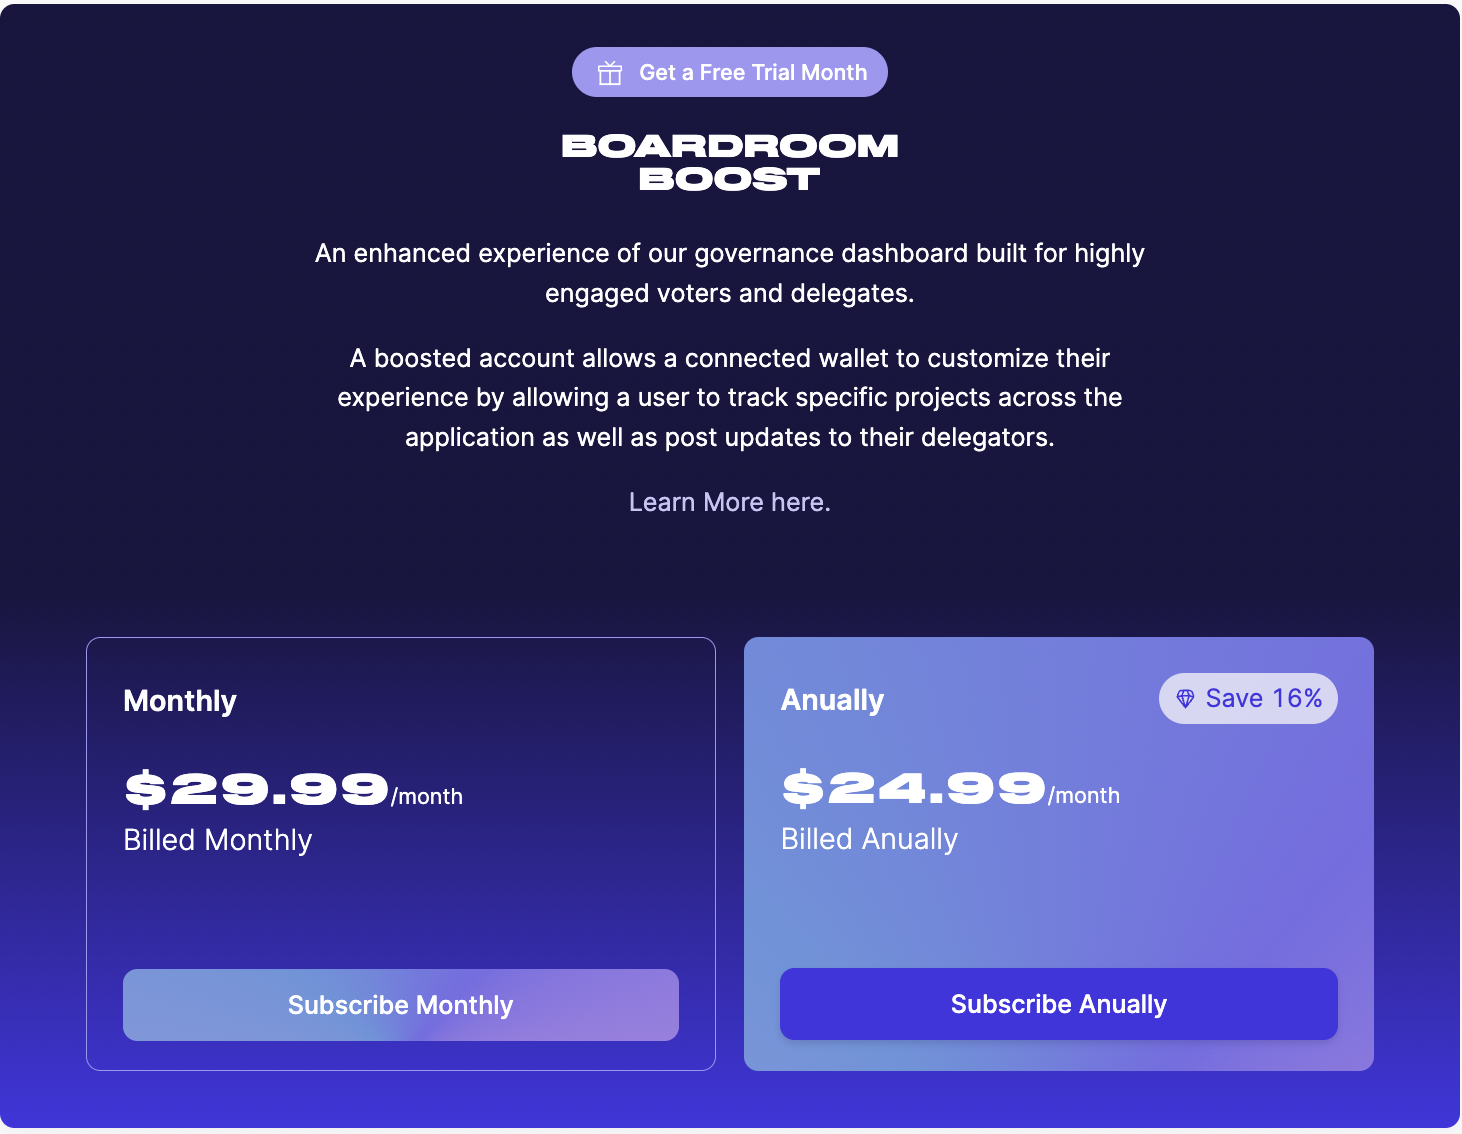 Get a Free Trial Month
BOARDROOM
BOOST
An enhanced experience of our governance dashboard built for highly
engaged voters and delegates.
A boosted account allows a connected wallet to customize their
experience by allowing a user to track specific projects across the
application as well as post updates to their delegators.
Learn More here.
Monthly
$29.99/month
Billed Monthly
Subscribe Monthly
Anually
Save 16%
$24.99/month
Billed Anually
Subscribe Anually